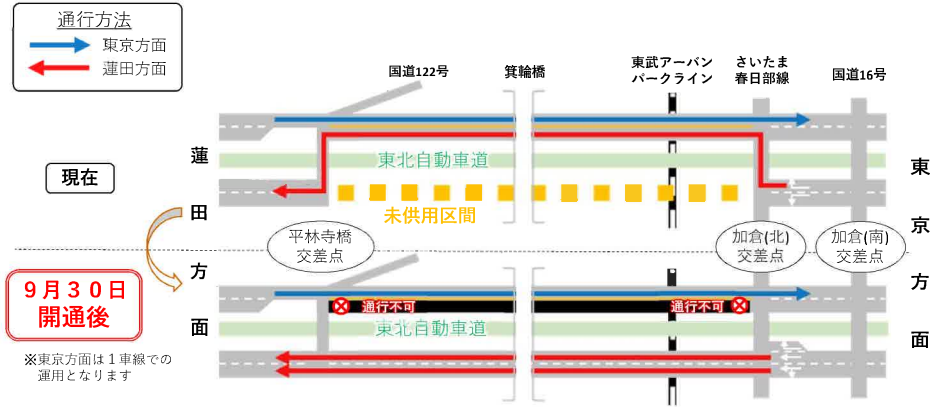 通行方法
東京方面
蓮田方面
国道122号
箕輪橋
東武アーバン
パークライン
さいたま
春日部線
国道16号
現在
蓮田方面
東京方面
東北自動車道
未供用区間
平林寺橋
交差点
加倉(北)
交差点
加倉(南)
交差点
9月30日
開通後
※東京方面は1車線での
運用となります
通行不可
通行不可
東北自動車道